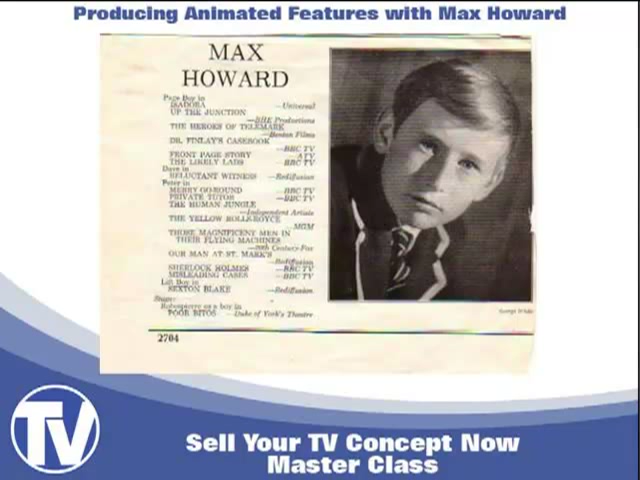 Producing Animated Features with Max Howard
MAX
HOWARD
Page Boy in
ISADORA —Universal
UP THE JUNCTION
—BHE Productions
THE HEROES OF TELEMARK
—Benton Films
DR. FINLAY'S CASEBOOK
—BBC TV
FRONT PAGE STORY —ATV
THE LIKELY LADS —BBC TV
Dave in
RELUCTANT WITNESS —Rediffusion
Peter in
MERRY-GO-ROUND —BBC TV
PRIVATE TUTOR —BBC TV
THE HUMAN JUNGLE
—Independent Artists
THE YELLOW ROLLS-ROYCE
—MGM
THOSE MAGNIFICENT MEN IN
THEIR FLYING MACHINES
—20th Century-Fox
OUR MAN AT ST. MARK'S
—Rediffusion
SHERLOCK HOLMES —BBC TV
MISLEADING CASES —BBC TV
Lift Boy in
SEXTON BLAKE —Rediffusion
Stage:
Robespierre as a boy in
POOR BITOS —Duke of York's Theatre
2704
TV
Sell Your TV Concept Now
Master Class